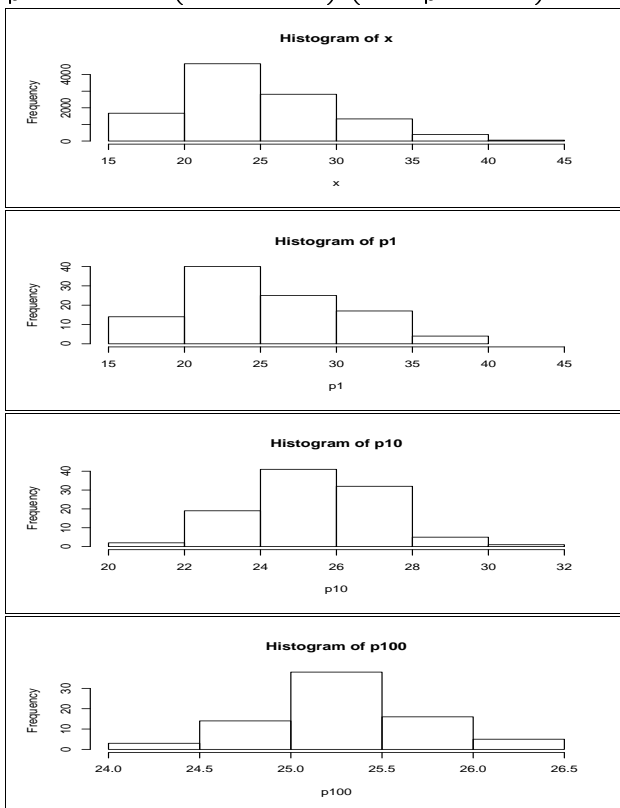 Histogram of x
Frequency
0 2000 4000
15 20 25 30 35 40 45
x
Histogram of p1
Frequency
0 10 20 30 40
15 20 25 30 35 45
p1
Histogram of p10
Frequency
0 10 20 30 40
20 22 24 26 28 30 32
p10
Histogram of p100
Frequency
0 10 20 30
24.0 24.5 25.0 25.5 26.0 26.5
p100